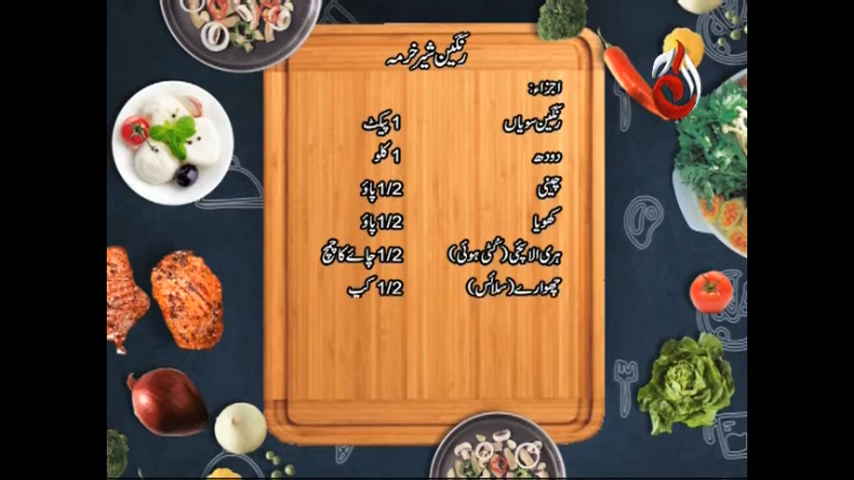 رنگین شیر خرمہ
اجزاء:
رنگین سویاں 1 پیکٹ
دودھ 1 کلو
چینی 1/2 پاؤ
کھویا 1/2 پاؤ
ہری الائچی (کُٹی ہوئی) 1/2 چائے کا چمچ
چھوارے (سلائس) 1/2 کپ